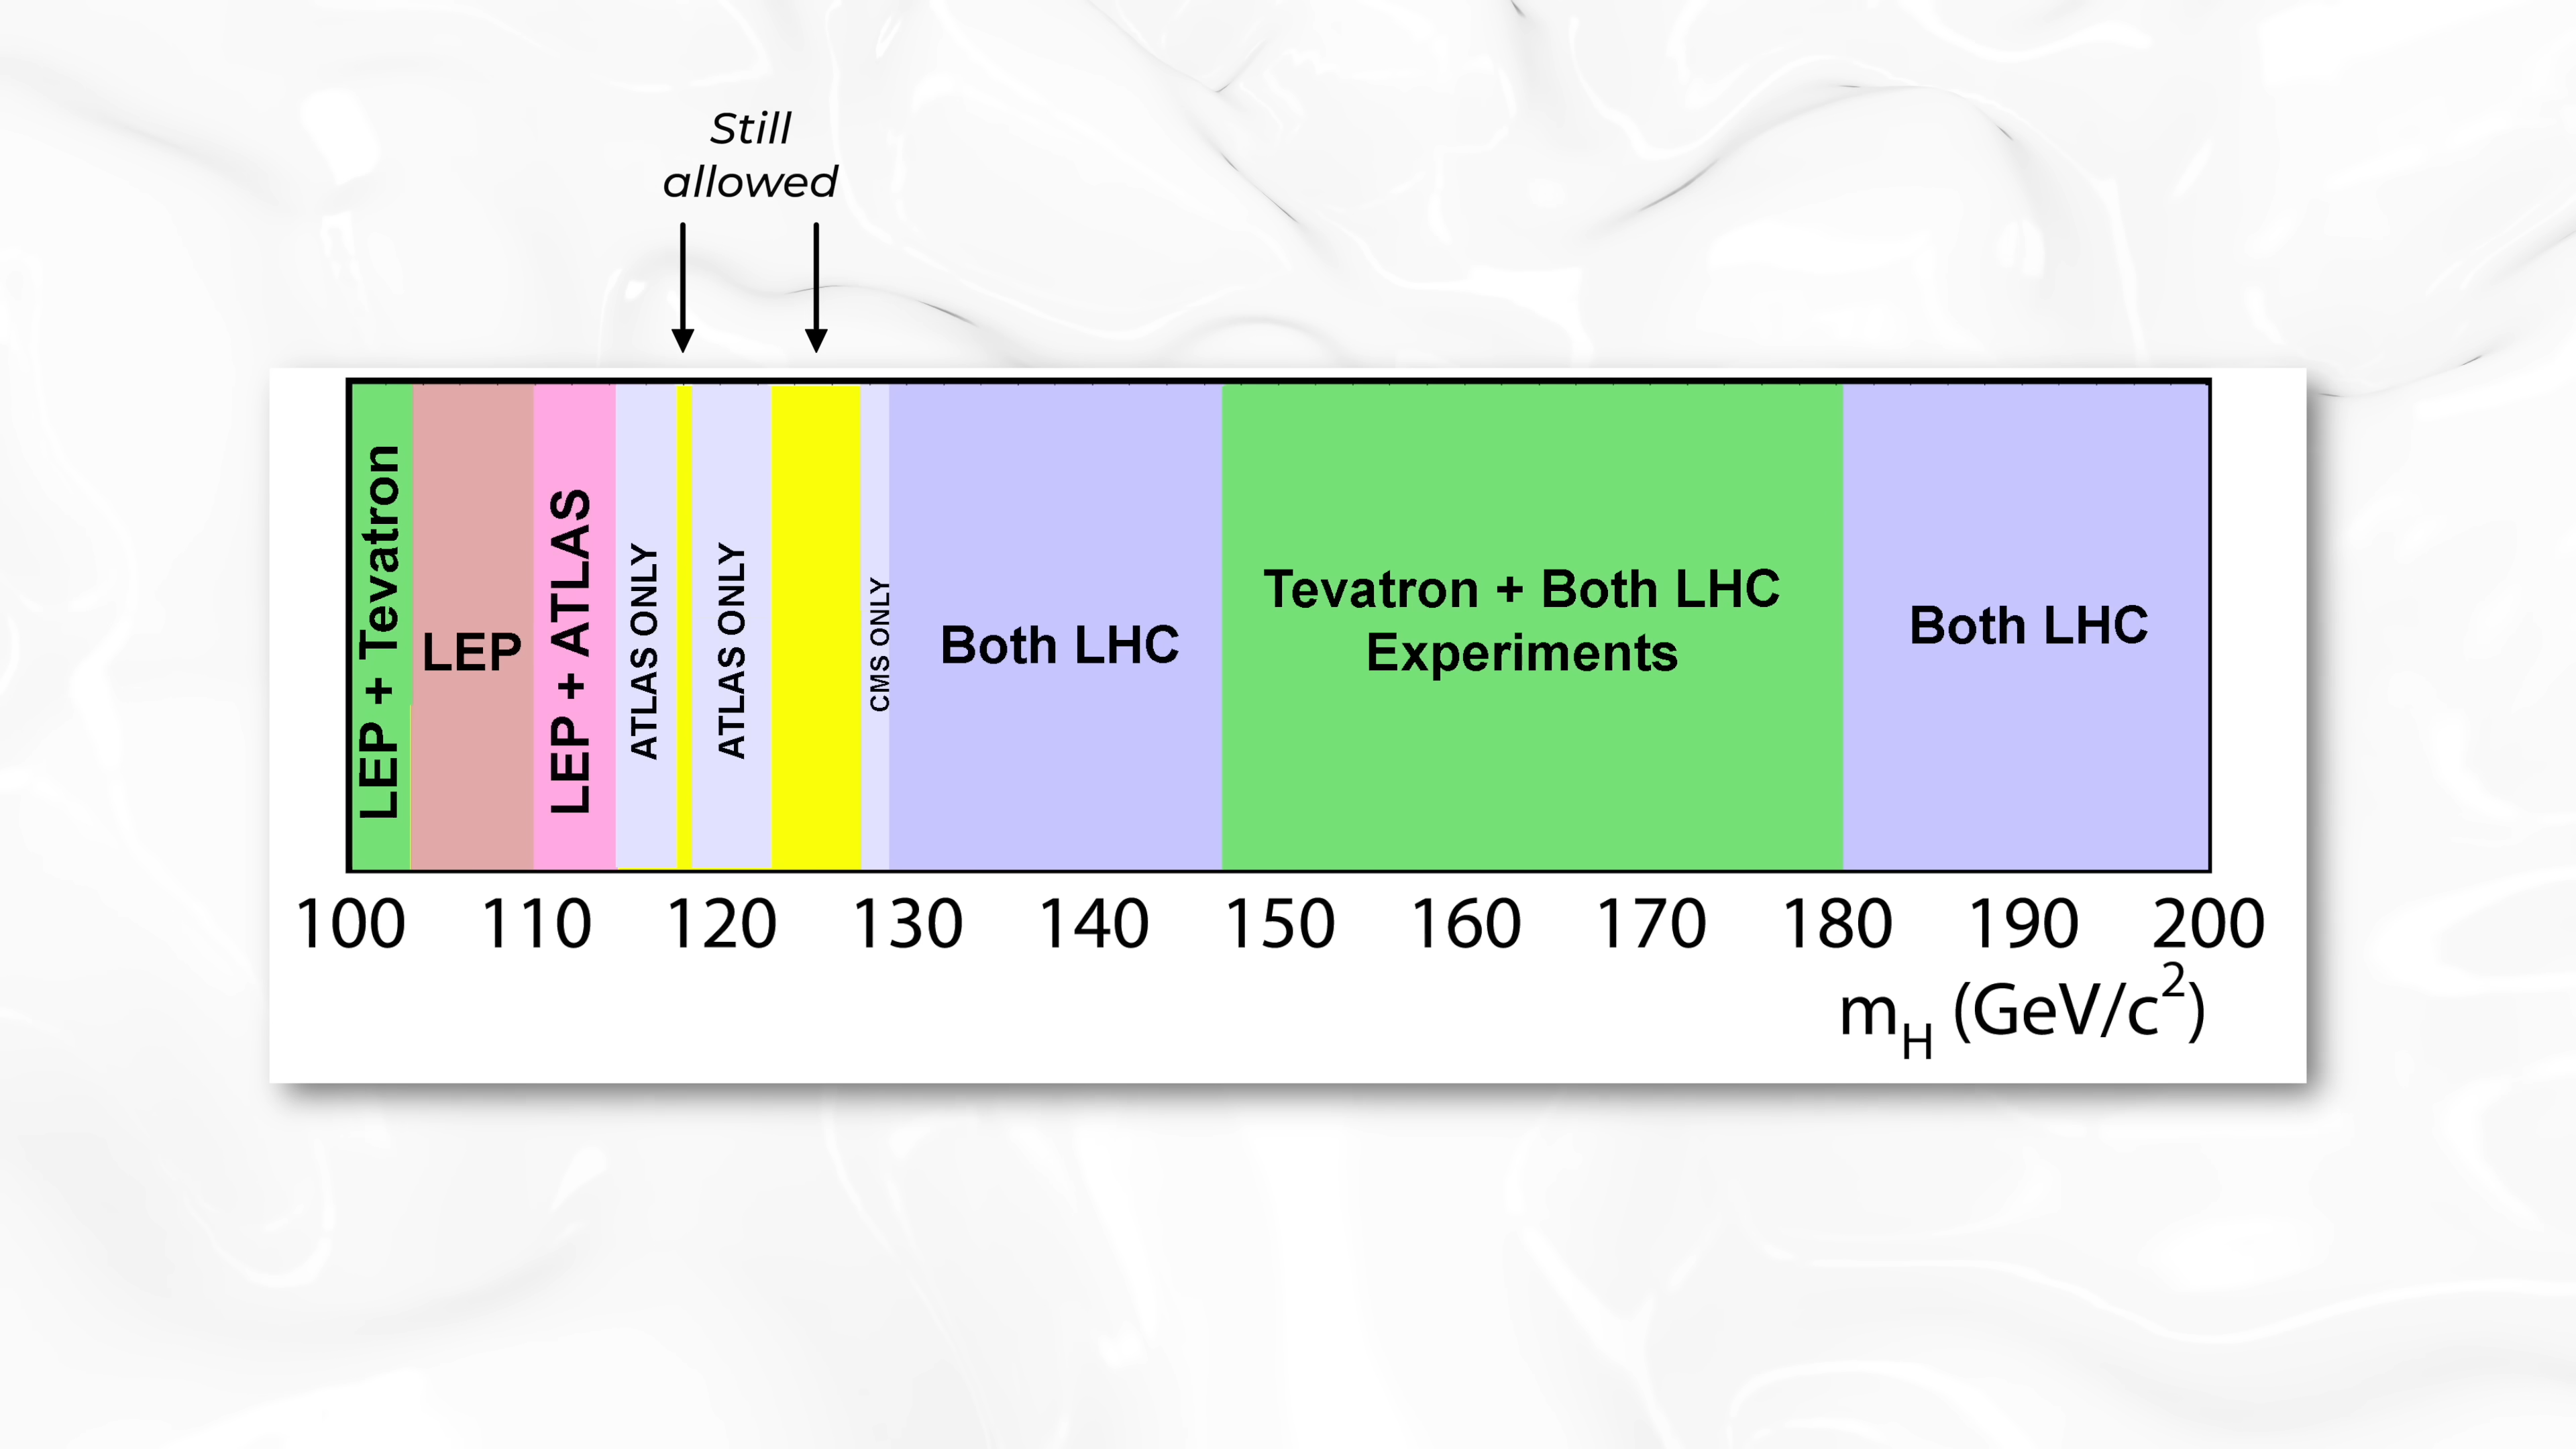 Still
allowed
LEP + Tevatron
LEP
LEP + ATLAS
ATLAS ONLY
ATLAS ONLY
CMS ONLY
Both LHC
Tevatron + Both LHC
Experiments
Both LHC
100 110 120 130 140 150 160 170 180 190 200
m_H (GeV/c²)